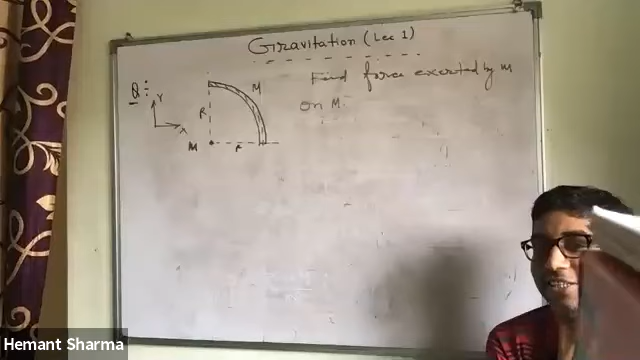 Gravitation (Lec 1)
Q:
Find force exerted by m
on M.
Y
X
R
M
M
R
Hemant Sharma